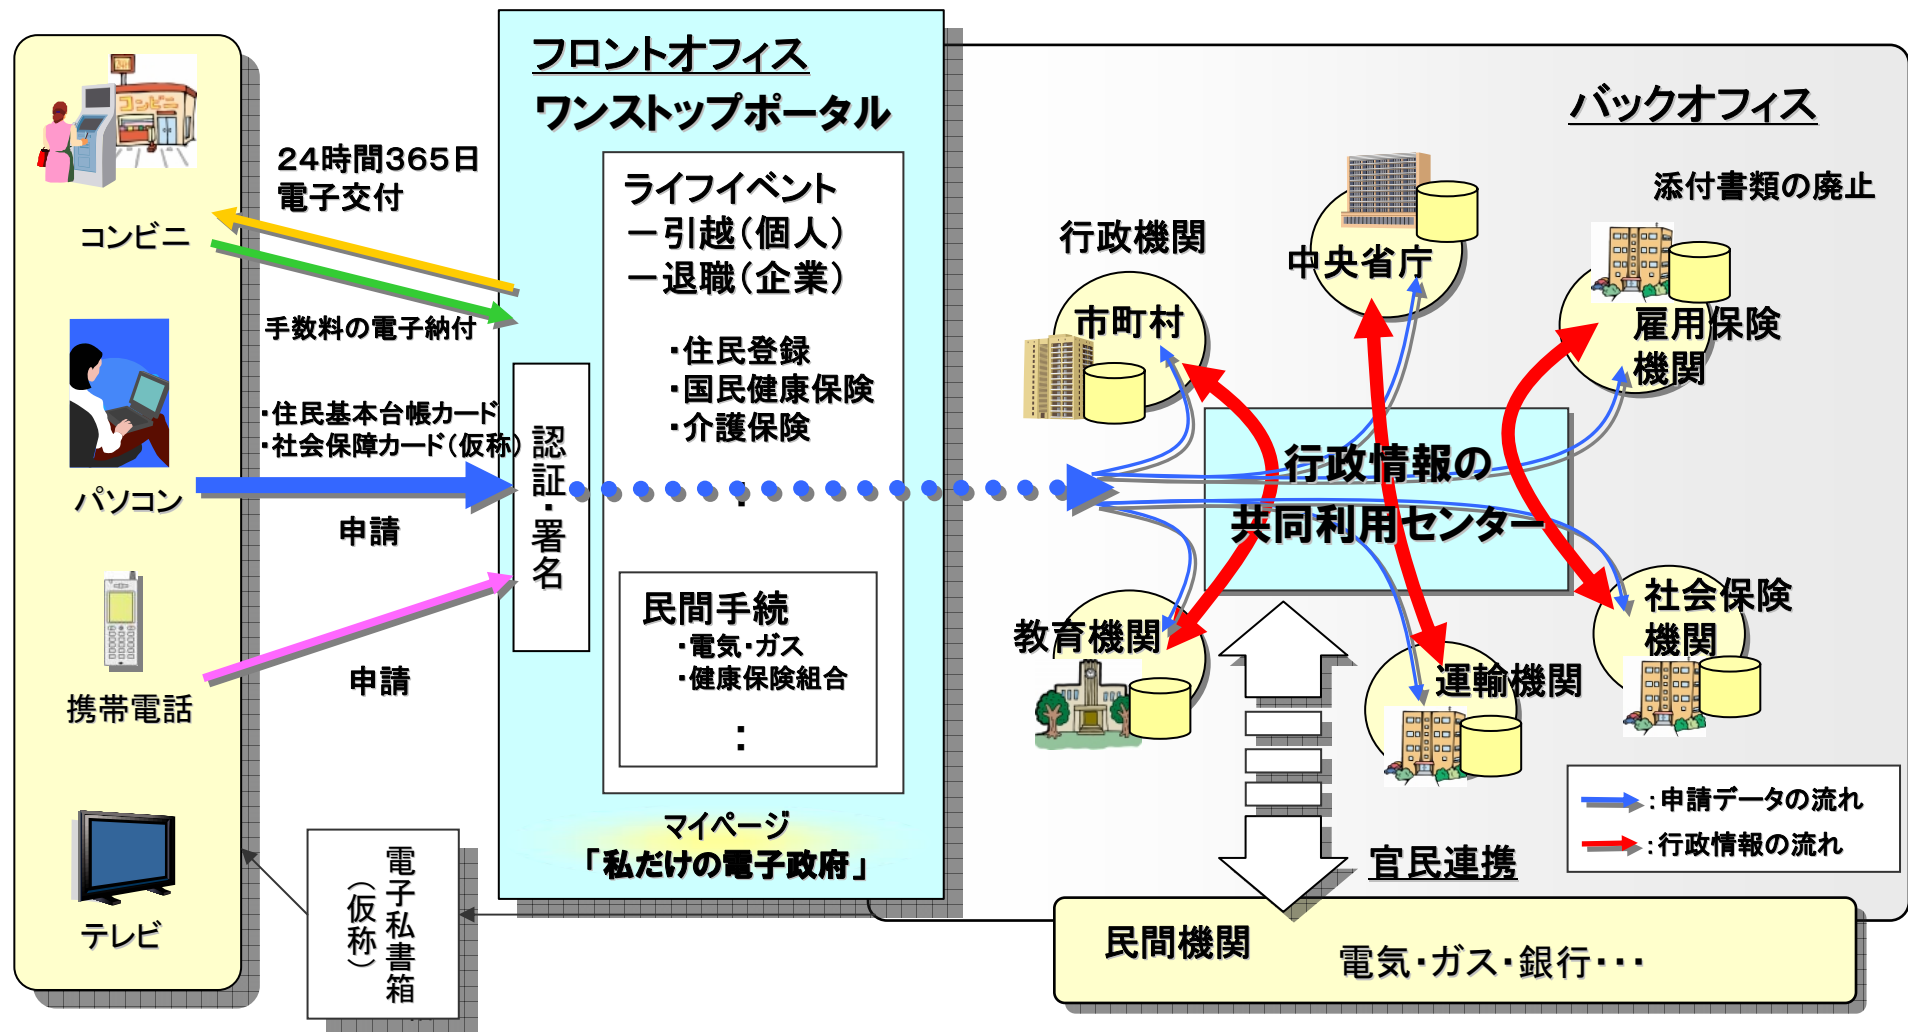 コンビニ
コンビニ
パソコン
携帯電話
テレビ
24時間365日
電子交付
手数料の電子納付
・住民基本台帳カード
・社会保障カード(仮称)
申請
申請
電子私書箱
(仮称)
フロントオフィス
ワンストップポータル
ライフイベント
－引越(個人)
－退職(企業)
・住民登録
・国民健康保険
・介護保険
:
認証・署名
民間手続
・電気・ガス
・健康保険組合
:
マイページ
「私だけの電子政府」
バックオフィス
添付書類の廃止
行政機関
市町村
中央省庁
雇用保険
機関
行政情報の
共同利用センター
教育機関
運輸機関
社会保険
機関
:申請データの流れ
:行政情報の流れ
官民連携
民間機関
電気・ガス・銀行・・・